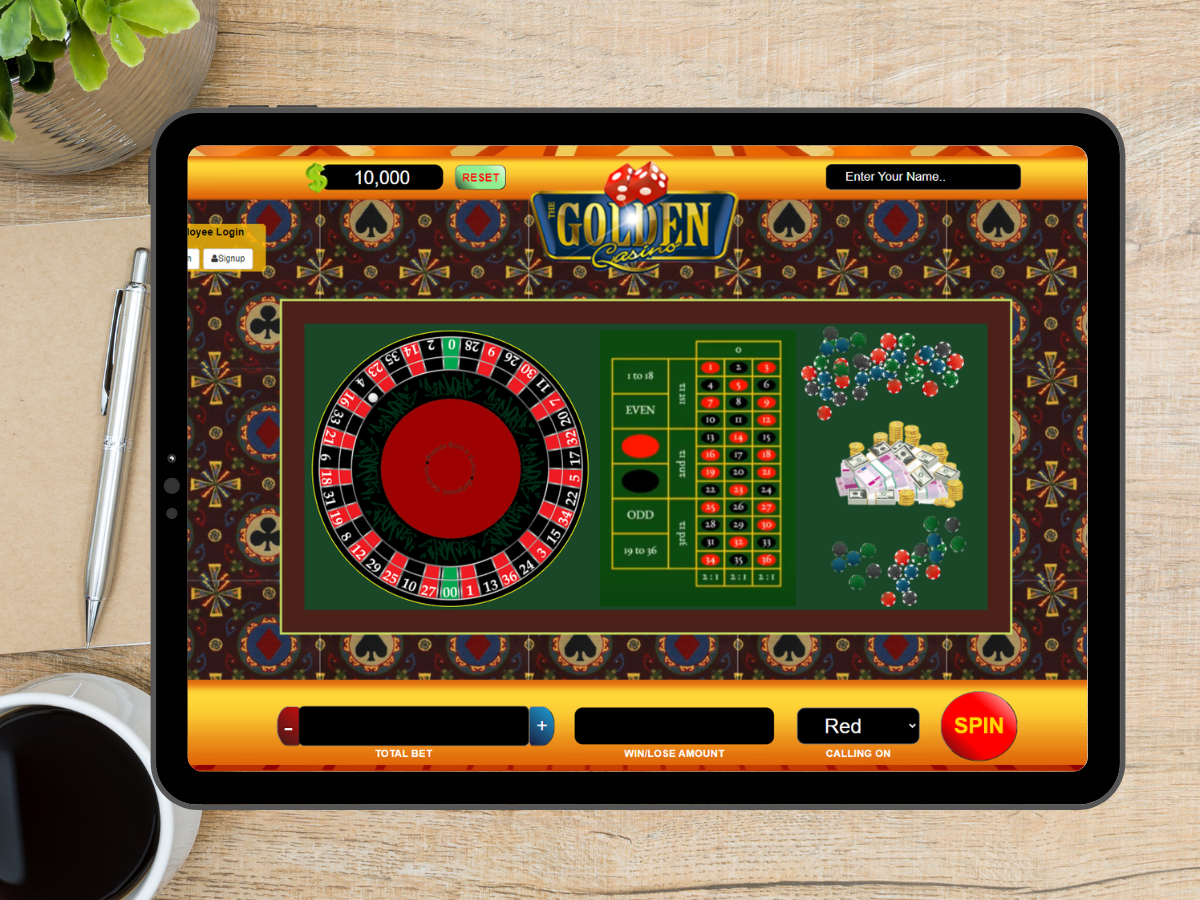 $ 10,000 RESET
Enter Your Name..
THE
GOLDEN
Casino
loyee Login
n Signup
0 28 9 26 30 11 7 20 32 17 5 22 34 15 3 24 36 13 1 00 27 10 25 29 12 8 19 31 18 6 21 33 16 4 23 35 14 2
0
1 to 18
EVEN
ODD
19 to 36
1st 12
2nd 12
3rd 12
1 2 3
4 5 6
7 8 9
10 11 12
13 14 15
16 17 18
19 20 21
22 23 24
25 26 27
28 29 30
31 32 33
34 35 36
2:1 2:1 2:1
- +
TOTAL BET
WIN/LOSE AMOUNT
Red
CALLING ON
SPIN